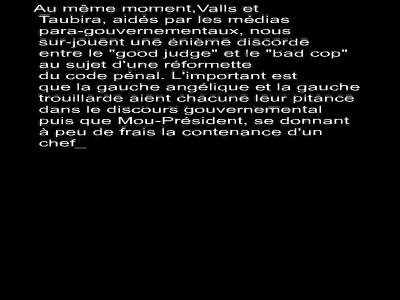 Au même moment,Valls et
Taubira, aidés par les médias
para-gouvernementaux, nous
sur-jouent une énième discorde
entre le "good judge" et le "bad cop"
au sujet d'une réformette
du code pénal. L'important est
que la gauche angélique et la gauche
trouillarde aient chacune leur pitance
dans le discours gouvernemental
puis que Mou-Président, se donnant
à peu de frais la contenance d'un
chef_